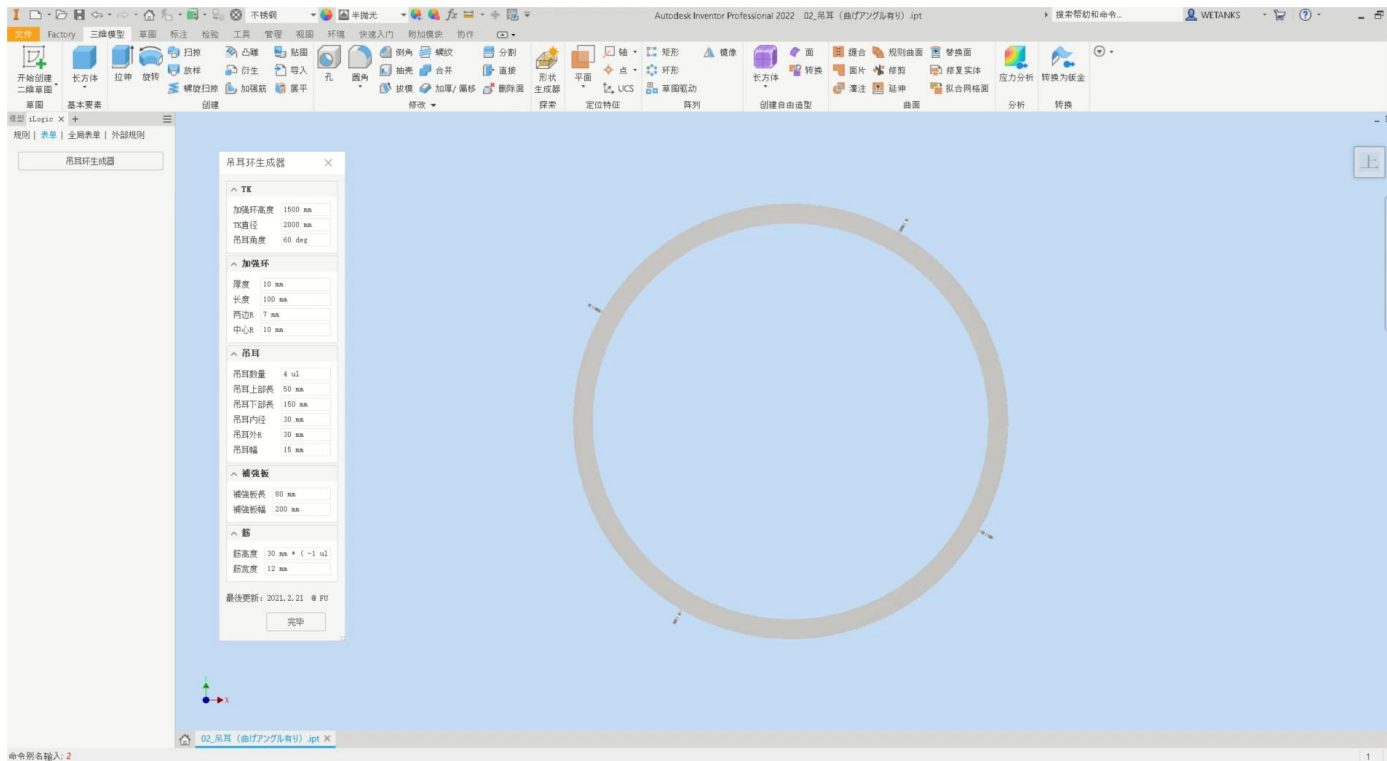 不锈钢 半抛光 Autodesk Inventor Professional 2022 02_吊耳（曲げアングル有り）.ipt 搜索帮助和命令... WETANKS
文件 Factory 三维模型 草图 标注 检验 工具 管理 视图 环境 快速入门 附加模块 协作
开始创建
二维草图
长方体
拉伸 旋转
扫掠 凸雕 贴图
放样 衍生 导入
螺旋扫掠 加强筋 展平
孔 圆角
倒角 螺纹 分割
抽壳 合并 直接
拔模 加厚/偏移 删除面
形状
生成器
平面
轴
点
UCS
矩形 镜像
环形
草图驱动
长方体
面
转换
缝合 规则曲面 替换面
面片 修剪 修复实体
灌注 延伸 拟合网格面
应力分析 转换为钣金
草图 基本要素 创建 修改 探索 定位特征 阵列 创建自由造型 曲面 分析 转换
模型 iLogic × +
规则 | 表单 | 全局表单 | 外部规则
吊耳环生成器
吊耳环生成器
TK
加强环高度 1500 mm
TK直径 2000 mm
吊耳角度 60 deg
加强环
厚度 10 mm
长度 100 mm
两边R 7 mm
中心R 10 mm
吊耳
吊耳数量 4 ul
吊耳上部長 50 mm
吊耳下部長 150 mm
吊耳内径 30 mm
吊耳外R 30 mm
吊耳幅 15 mm
補強板
補強板長 80 mm
補強板幅 200 mm
筋
筋高度 30 mm * ( -1 ul
筋宽度 12 mm
最後更新: 2021.2.21 @ FU
完毕
上
X
02_吊耳（曲げアングル有り）.ipt ×
命令别名输入: 2
1